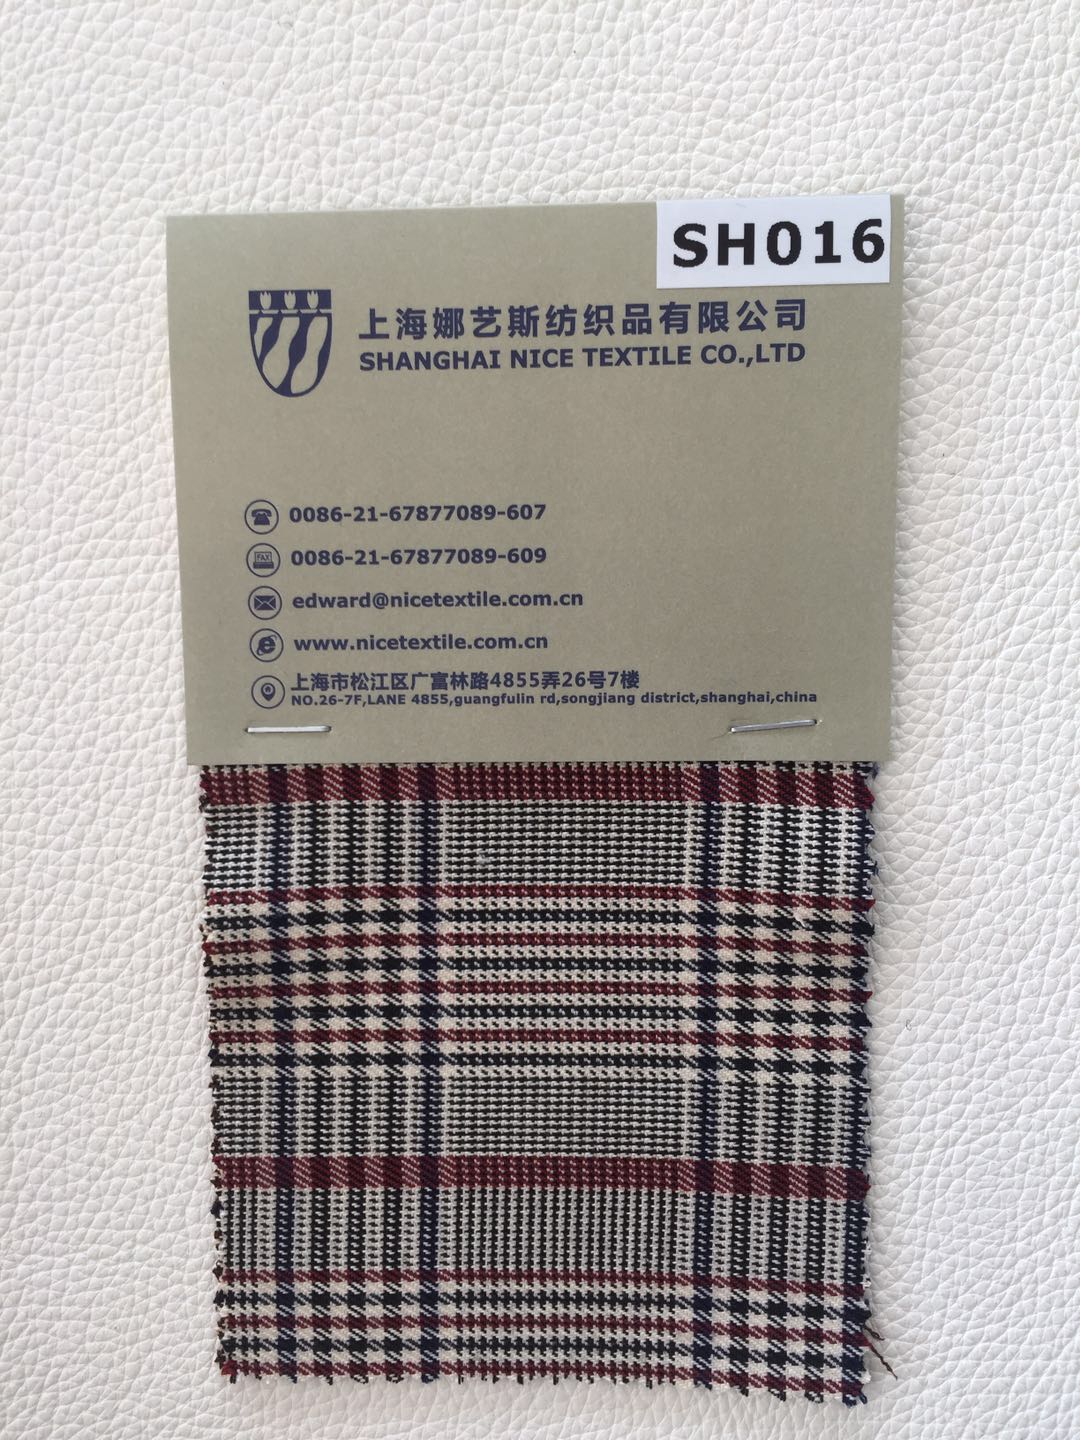 SH016
上海娜艺斯纺织品有限公司
SHANGHAI NICE TEXTILE CO.,LTD
0086-21-67877089-607
FAX
0086-21-67877089-609
edward@nicetextile.com.cn
www.nicetextile.com.cn
上海市松江区广富林路4855弄26号7楼
NO.26-7F,LANE 4855,guangfulin rd,songjiang district,shanghai,china